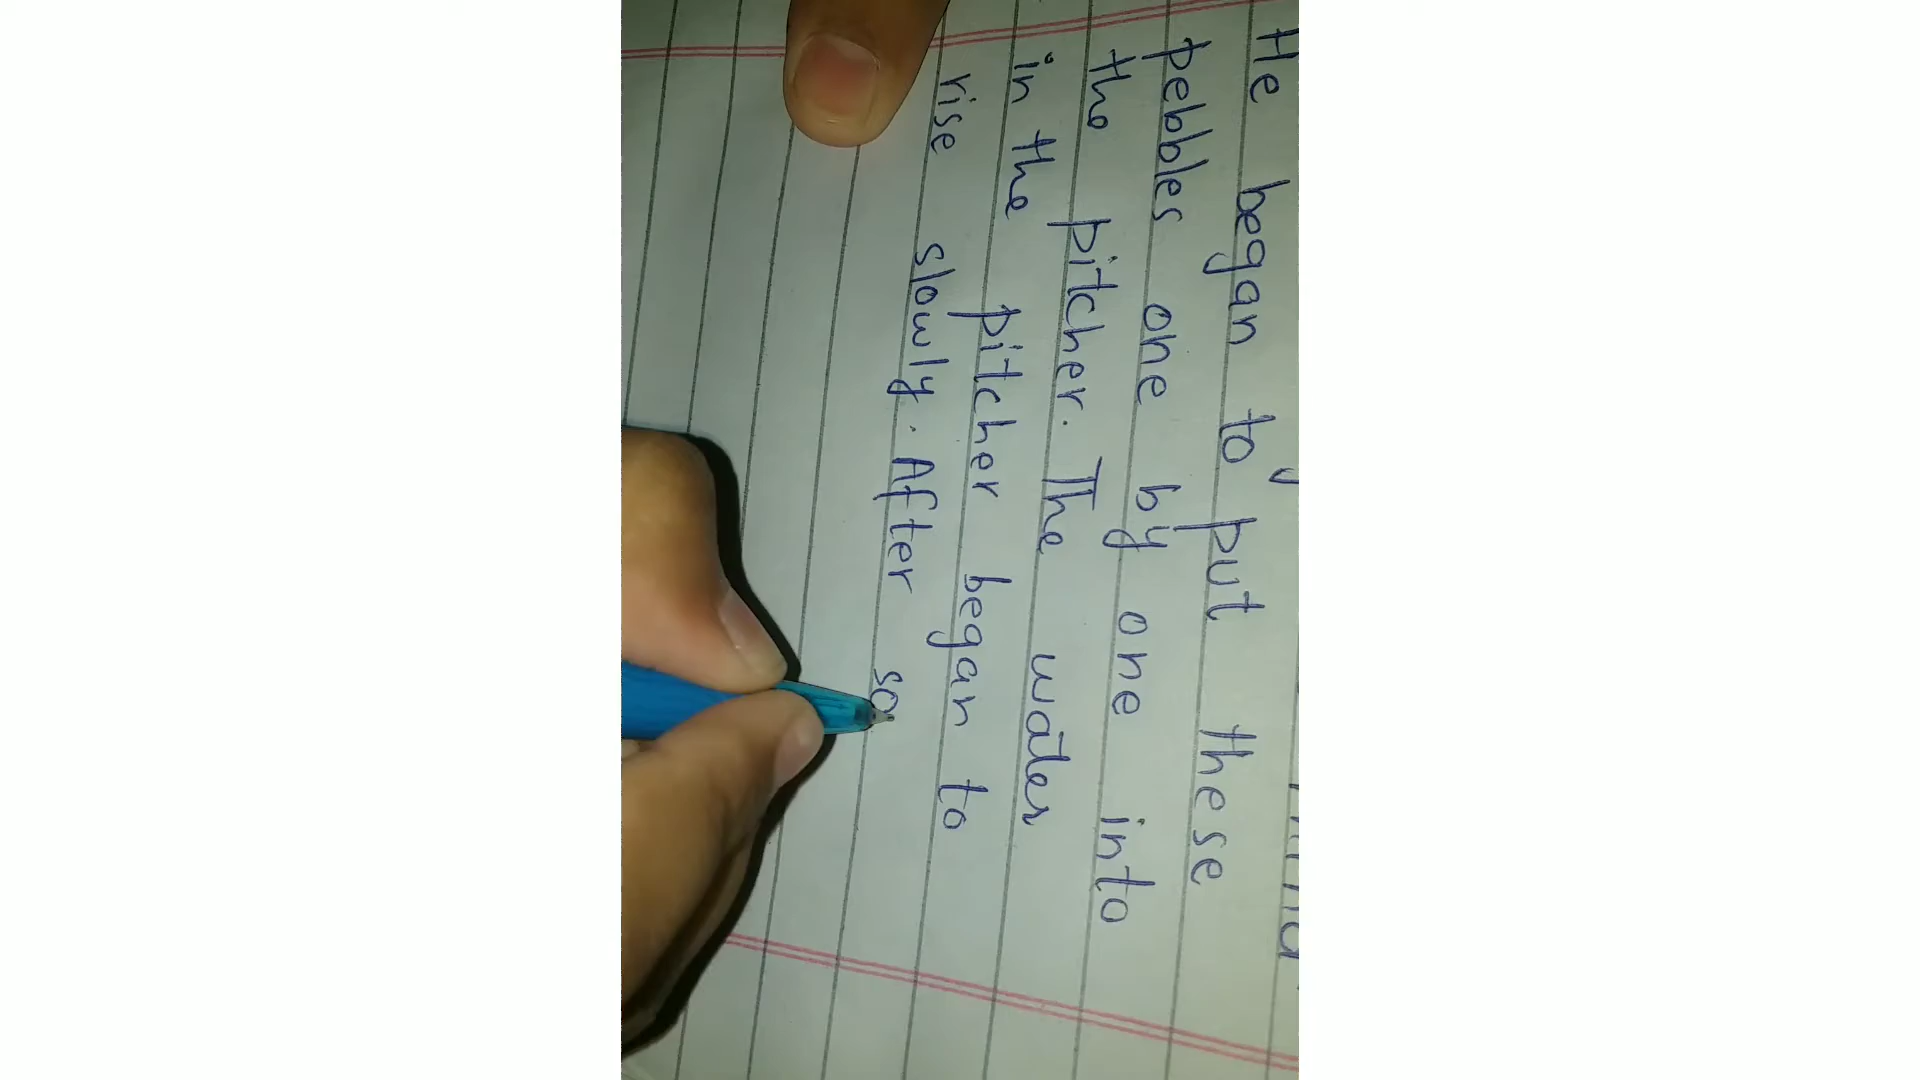 He began to put these
pebbles one by one into
the pitcher. The water
in the pitcher began to
rise slowly. After so